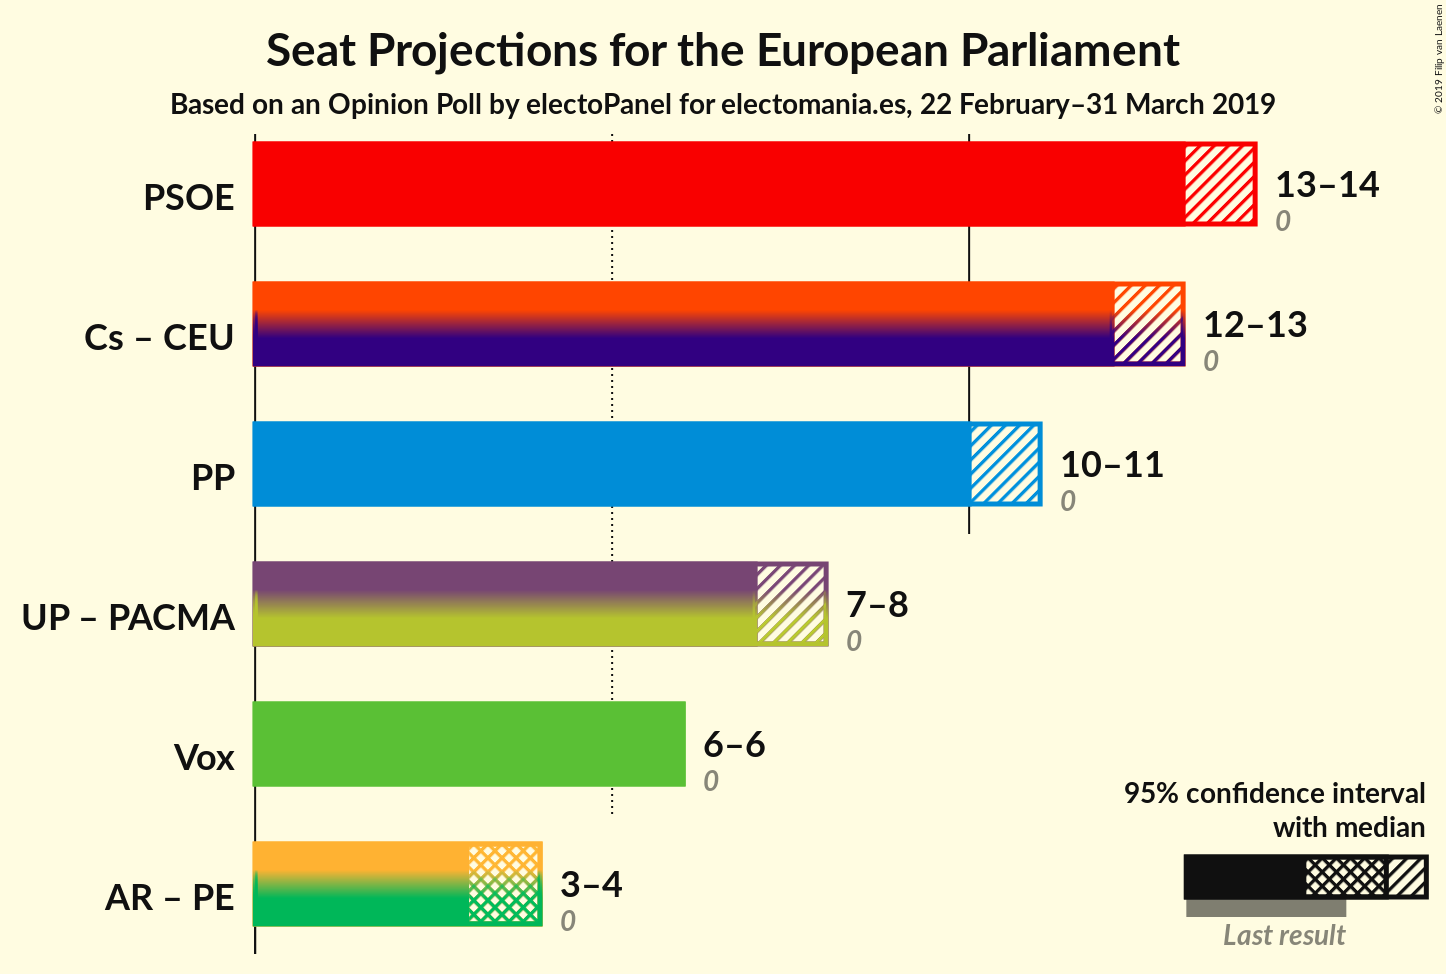 Seat Projections for the European Parliament
Based on an Opinion Poll by electoPanel for electomania.es, 22 February–31 March 2019
© 2019 Filip van Laenen
PSOE
13–14
0
Cs – CEU
12–13
0
PP
10–11
0
UP – PACMA
7–8
0
Vox
6–6
0
AR – PE
3–4
0
95% confidence interval
with median
Last result